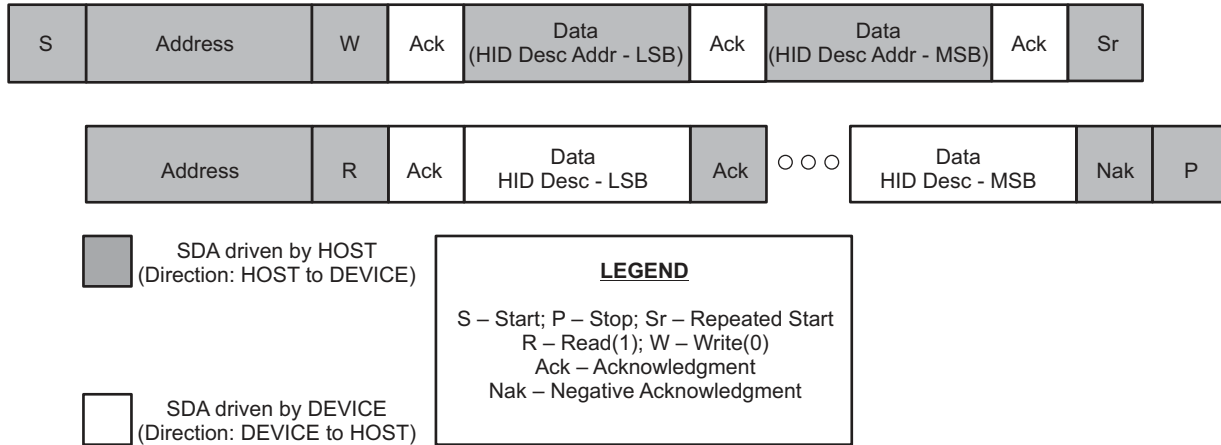 S Address W Ack Data (HID Desc Addr - LSB) Ack Data (HID Desc Addr - MSB) Ack Sr
Address R Ack Data HID Desc - LSB Ack Data HID Desc - MSB Nak P
SDA driven by HOST
(Direction: HOST to DEVICE)
LEGEND
S – Start; P – Stop; Sr – Repeated Start
R – Read(1); W – Write(0)
Ack – Acknowledgment
Nak – Negative Acknowledgment
SDA driven by DEVICE
(Direction: DEVICE to HOST)